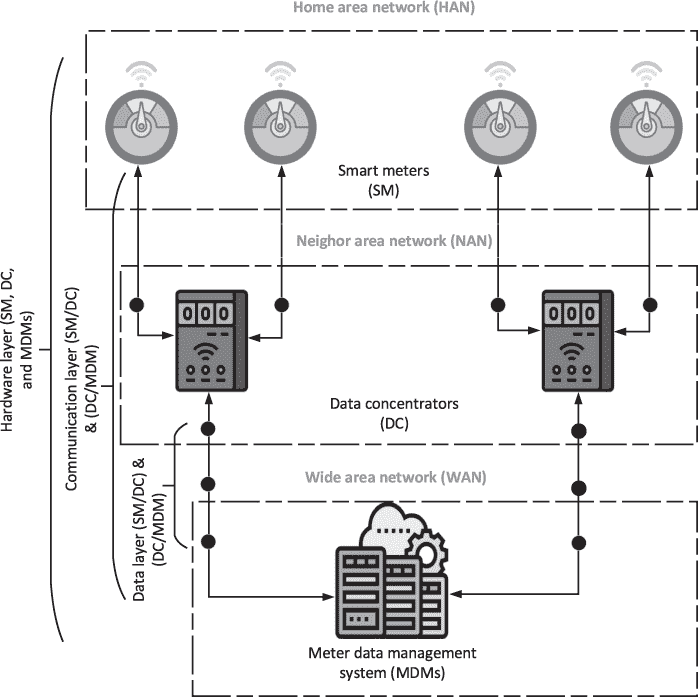 Home area network (HAN)
Smart meters
(SM)
Neighor area network (NAN)
000
000
Data concentrators
(DC)
Wide area network (WAN)
Meter data management
system (MDMs)
Hardware layer (SM, DC,
and MDMs)
Communication layer (SM/DC)
& (DC/MDM)
Data layer (SM/DC) &
(DC/MDM)